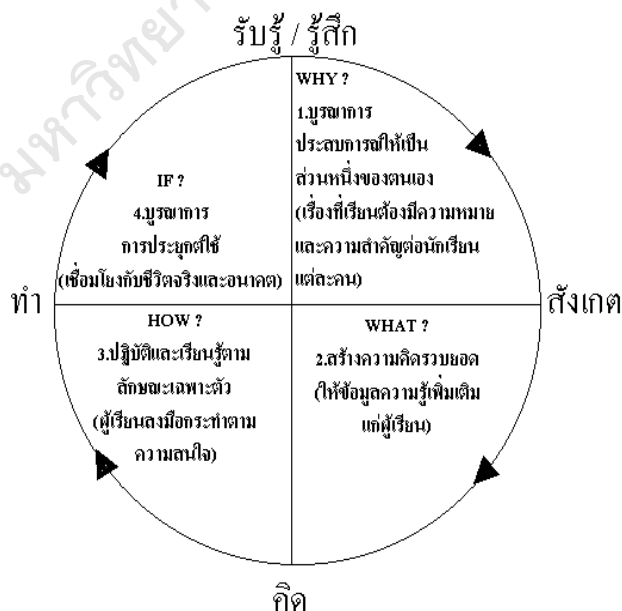 มหาวิทยา
รับรู้ / รู้สึก
WHY ?
1.บูรณาการ
ประสบการณ์ให้เป็น
ส่วนหนึ่งของตนเอง
(เรื่องที่เรียนต้องมีความหมาย
และความสำคัญต่อนักเรียน
แต่ละคน)
IF ?
4.บูรณาการ
การประยุกต์ใช้
(เชื่อมโยงกับชีวิตจริงและอนาคต)
ทำ
สังเกต
HOW ?
3.ปฏิบัติและเรียนรู้ตาม
ลักษณะเฉพาะตัว
(ผู้เรียนลงมือกระทำตาม
ความสนใจ)
WHAT ?
2.สร้างความคิดรวบยอด
(ให้ข้อมูลความรู้เพิ่มเติม
แก่ผู้เรียน)
คิด